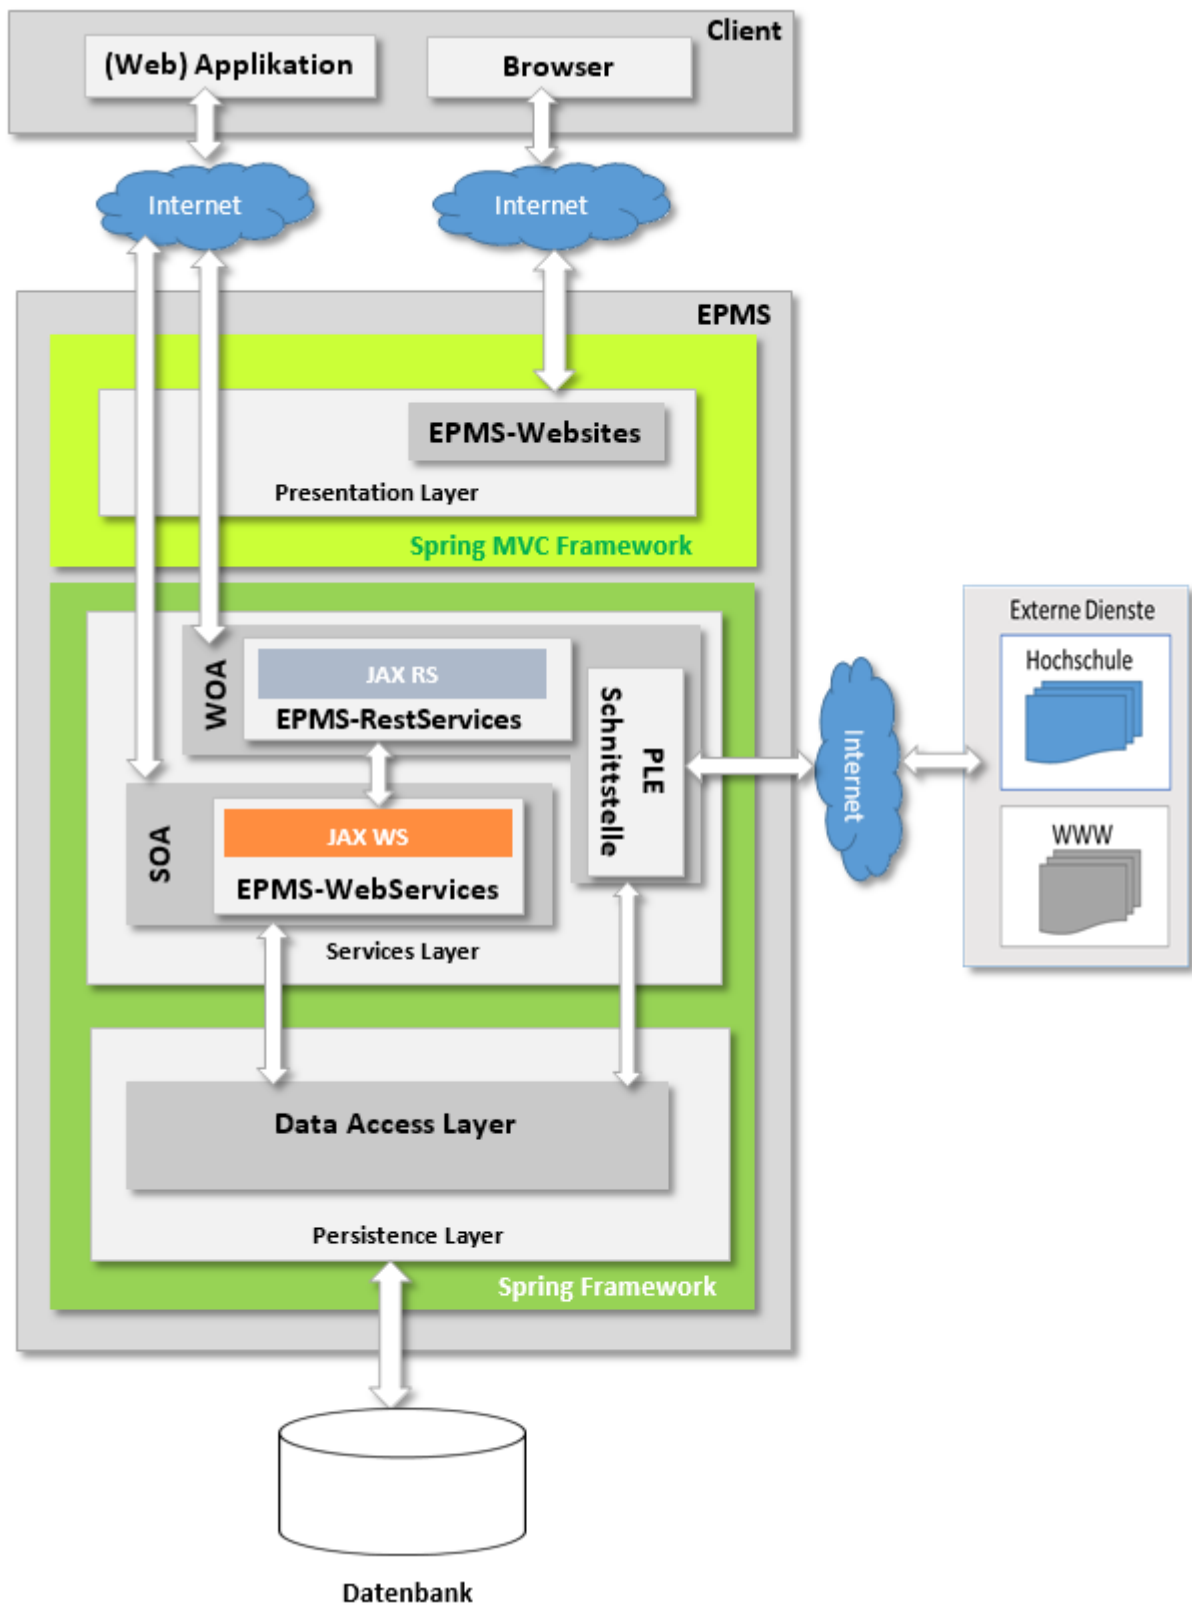 Client
(Web) Applikation
Browser
Internet
Internet
EPMS
EPMS-Websites
Presentation Layer
Spring MVC Framework
WOA
JAX RS
EPMS-RestServices
PLE
Schnittstelle
SOA
JAX WS
EPMS-WebServices
Services Layer
Internet
Externe Dienste
Hochschule
WWW
Data Access Layer
Persistence Layer
Spring Framework
Datenbank